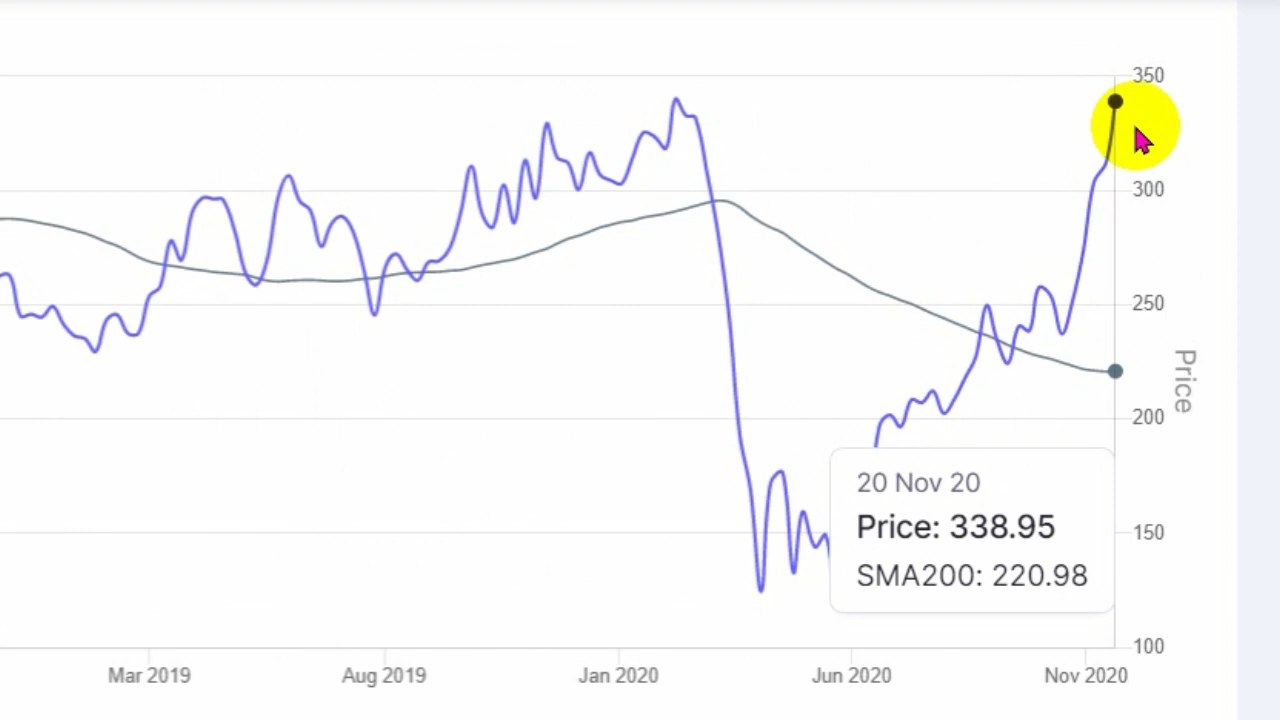 350
300
250
200
150
100
Price
20 Nov 20
Price: 338.95
SMA200: 220.98
Mar 2019
Aug 2019
Jan 2020
Jun 2020
Nov 2020